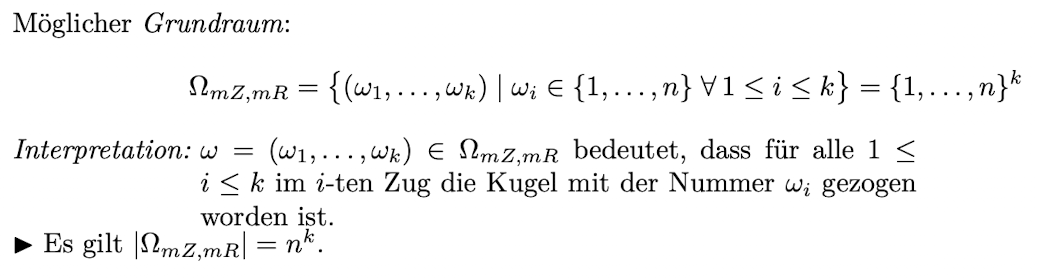 Möglicher Grundraum:
Ω_{mZ,mR} = {(ω_1, . . . , ω_k) | ω_i ∈ {1, . . . , n} ∀ 1 ≤ i ≤ k} = {1, . . . , n}^k
Interpretation: ω = (ω_1, . . . , ω_k) ∈ Ω_{mZ,mR} bedeutet, dass für alle 1 ≤
i ≤ k im i-ten Zug die Kugel mit der Nummer ω_i gezogen
worden ist.
► Es gilt |Ω_{mZ,mR}| = n^k.